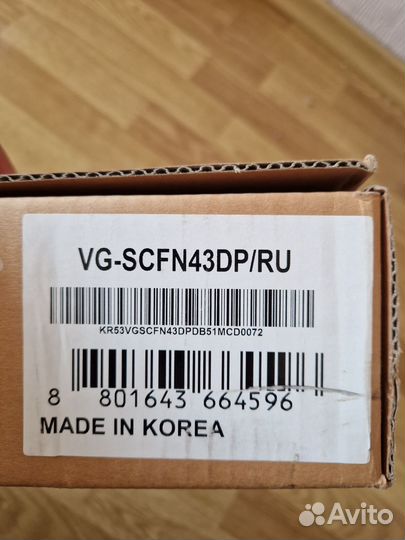 VG-SCFN43DP/RU
KR53VGSCFN43DPDB51MCD0072
8 801643 664596
MADE IN KOREA
Avito